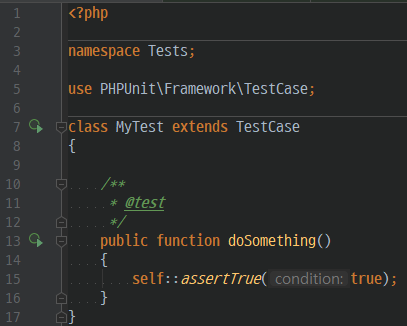 1 <?php
2
3 namespace Tests;
4
5 use PHPUnit\Framework\TestCase;
6
7 class MyTest extends TestCase
8 {
9
10 /**
11 * @test
12 */
13 public function doSomething()
14 {
15 self::assertTrue( condition: true);
16 }
17 }